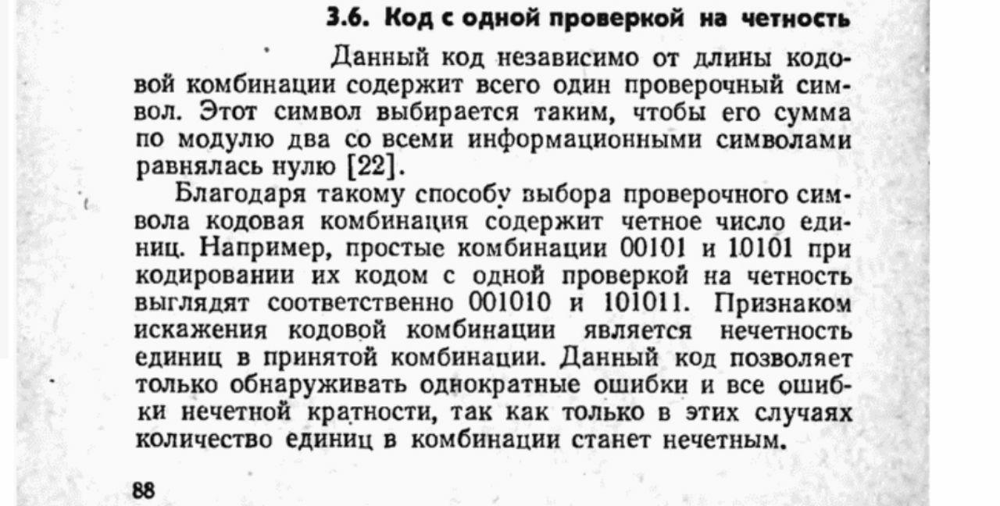 3.6. Код с одной проверкой на четность
Данный код независимо от длины кодо-
вой комбинации содержит всего один проверочный сим-
вол. Этот символ выбирается таким, чтобы его сумма
по модулю два со всеми информационными символами
равнялась нулю [22].
Благодаря такому способу выбора проверочного сим-
вола кодовая комбинация содержит четное число еди-
ниц. Например, простые комбинации 00101 и 10101 при
кодировании их кодом с одной проверкой на четность
выглядят соответственно 001010 и 101011. Признаком
искажения кодовой комбинации является нечетность
единиц в принятой комбинации. Данный код позволяет
только обнаруживать однократные ошибки и все ошиб-
ки нечетной кратности, так как только в этих случаях
количество единиц в комбинации станет нечетным.
88